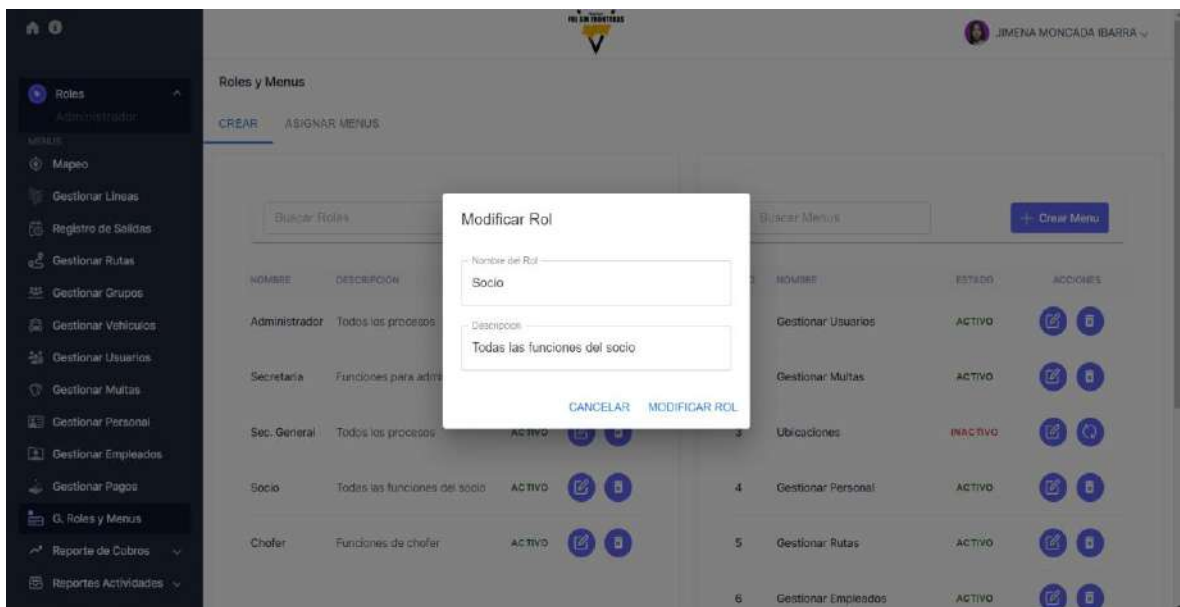 FUE SIN FRONTERAS
JIMENA MONCADA IBARRA
Roles
Administrador
MENUS
Mapeo
Gestionar Lineas
Registro de Salidas
Gestionar Rutas
Gestionar Grupos
Gestionar Vehiculos
Gestionar Usuarios
Gestionar Multas
Gestionar Personal
Gestionar Empleados
Gestionar Pagos
G. Roles y Menus
Reporte de Cobros
Reportes Actividades
Roles y Menus
CREAR ASIGNAR MENUS
Buscar Roles
NOMBRE DESCRIPCIÓN
Administrador Todos los procesos
Secretaria Funciones para admi
Sec. General Todos los procesos ACTIVO
Socio Todas las funciones del socio ACTIVO
Chofer Funciones de chofer ACTIVO
Modificar Rol
Nombre del Rol
Socio
Descripcion
Todas las funciones del socio
CANCELAR MODIFICAR ROL
Buscar Menus
+ Crear Menu
NOMBRE ESTADO ACCIONES
Gestionar Usuarios ACTIVO
Gestionar Multas ACTIVO
3 Ubicaciones INACTIVO
4 Gestionar Personal ACTIVO
5 Gestionar Rutas ACTIVO
6 Gestionar Empleados ACTIVO